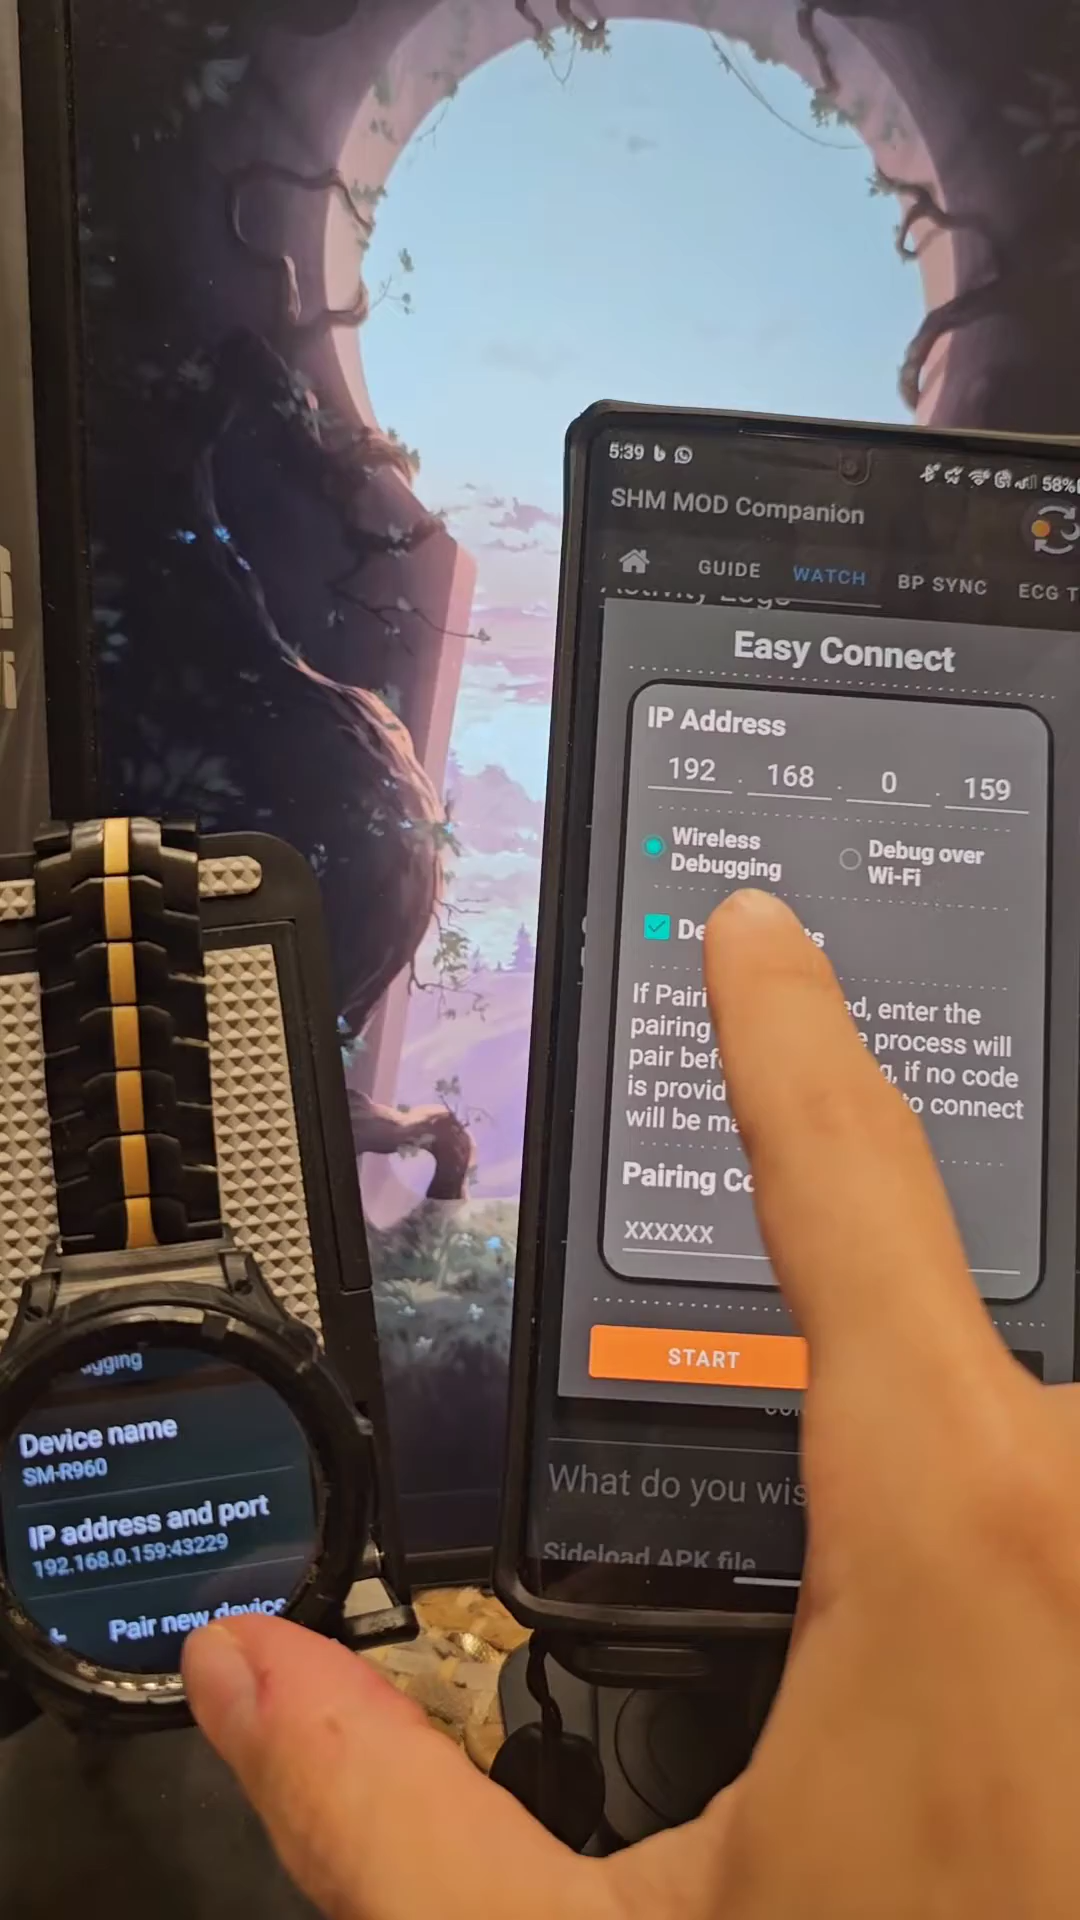 5:39
58%
SHM MOD Companion
GUIDE WATCH BP SYNC ECG T
Easy Connect
IP Address
192 . 168 . 0 . 159
Wireless
Debugging
Debug over
Wi-Fi
If Pairi ed, enter the
pairing process will
pair bef g, if no code
is provid to connect
will be ma
Pairing Co
XXXXXX
START
What do you wis
Sideload APK file
Device name
SM-R960
IP address and port
192.168.0.159:43229
Pair new device